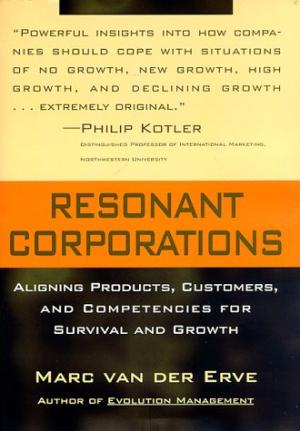 "Powerful insights into how compa-
nies should cope with situations
of no growth, new growth, high
growth, and declining growth
. . . extremely original."
—Philip Kotler
Distinguished Professor of International Marketing,
Northwestern University
RESONANT
CORPORATIONS
Aligning Products, Customers,
and Competencies for
Survival and Growth
Marc van der Erve
Author of Evolution Management